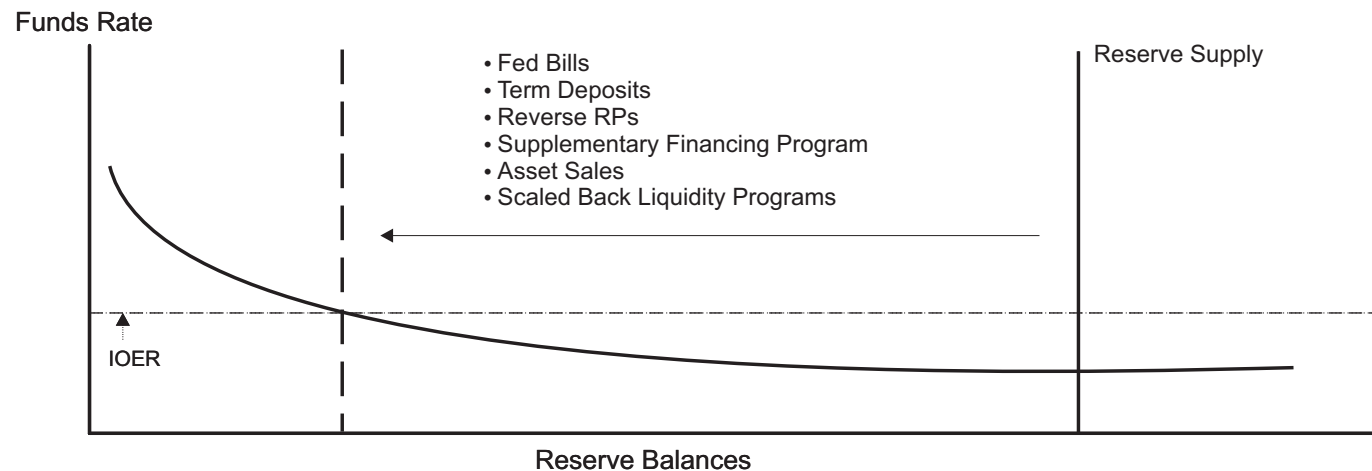 Funds Rate
• Fed Bills
• Term Deposits
• Reverse RPs
• Supplementary Financing Program
• Asset Sales
• Scaled Back Liquidity Programs
Reserve Supply
IOER
Reserve Balances